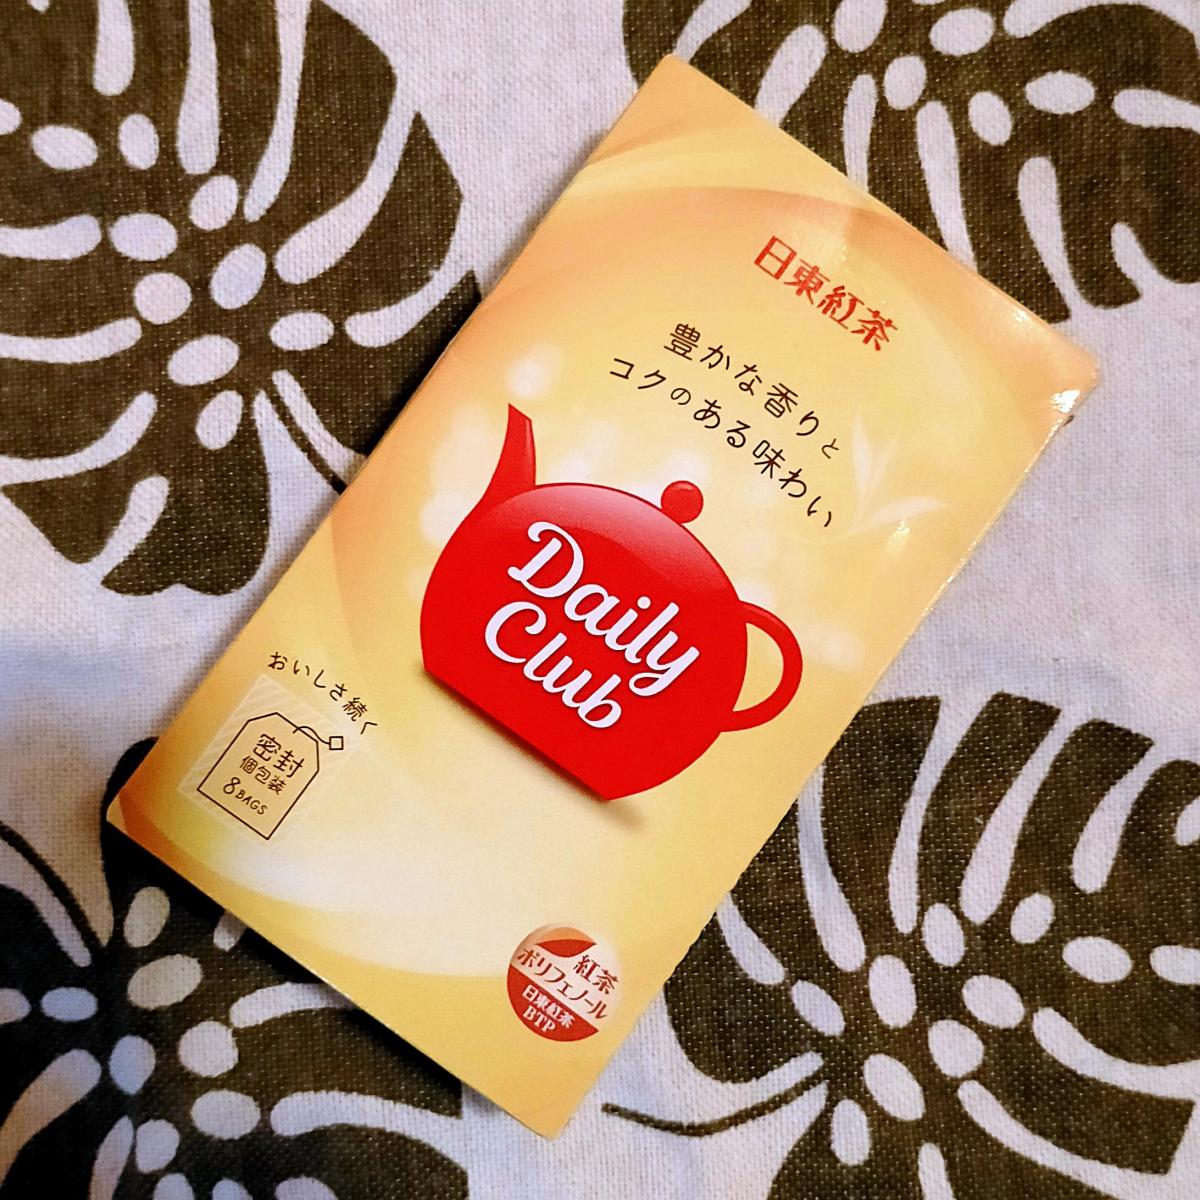 日東紅茶
豊かな香りと
コクのある味わい
Daily
Club
おいしさ続く
密封
個包装
8 BAGS
紅茶
ポリフェノール
日東紅茶
BTP